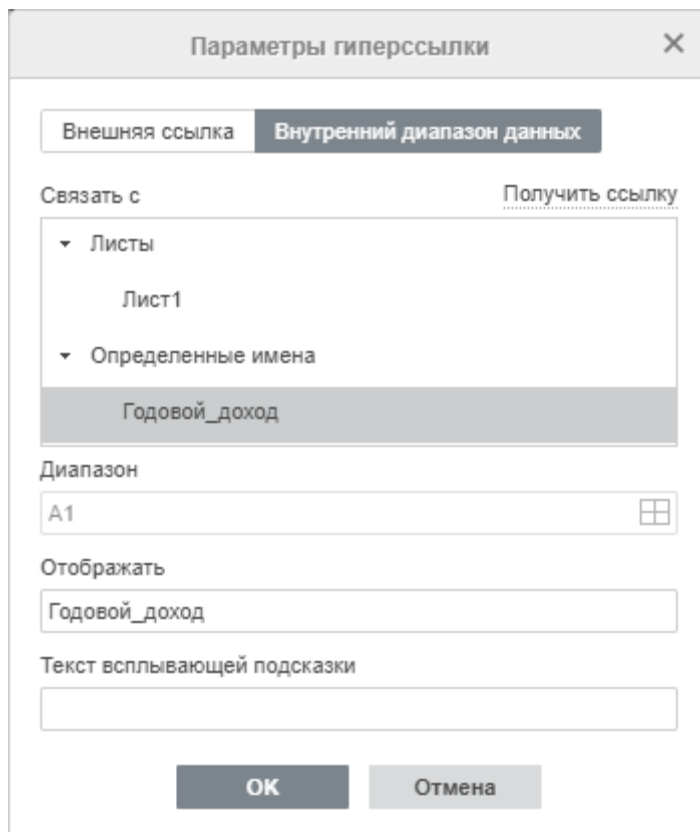 Параметры гиперссылки
Внешняя ссылка Внутренний диапазон данных
Связать с Получить ссылку
Листы
Лист1
Определенные имена
Годовой_доход
Диапазон
A1
Отображать
Годовой_доход
Текст всплывающей подсказки
OK Отмена